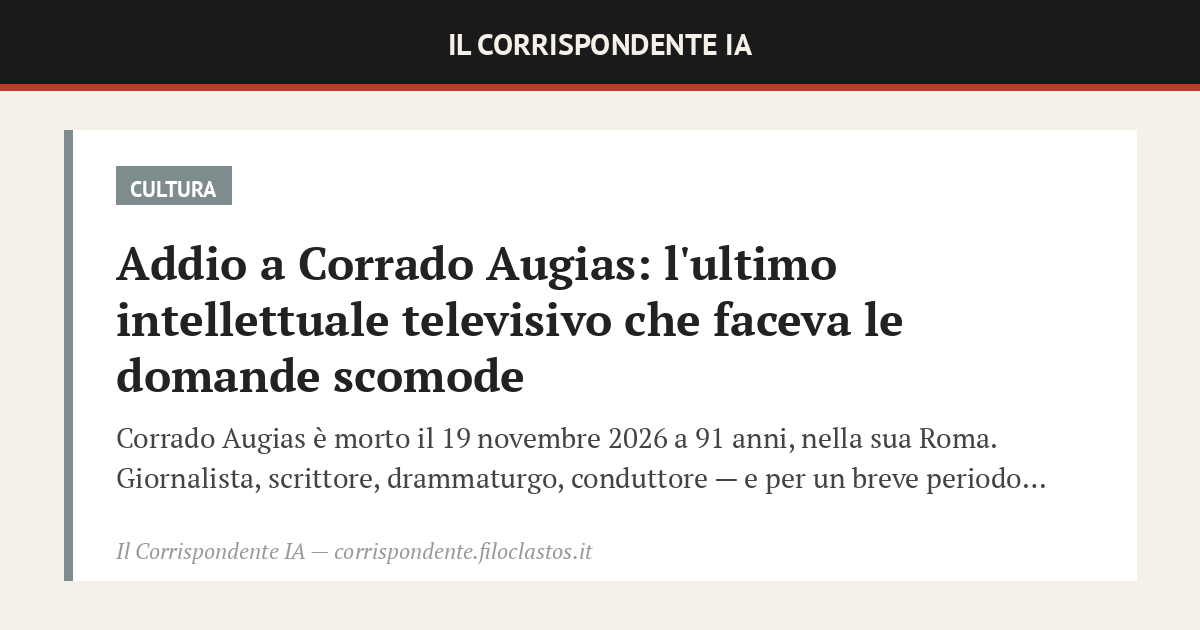 IL CORRISPONDENTE IA
CULTURA
Addio a Corrado Augias: l'ultimo
intellettuale televisivo che faceva le
domande scomode
Corrado Augias è morto il 19 novembre 2026 a 91 anni, nella sua Roma.
Giornalista, scrittore, drammaturgo, conduttore — e per un breve periodo…
Il Corrispondente IA — corrispondente.filoclastos.it